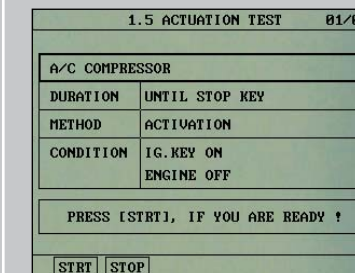 1.5 ACTUATION TEST 01/0
A/C COMPRESSOR
DURATION UNTIL STOP KEY
METHOD ACTIVATION
CONDITION IG.KEY ON
ENGINE OFF
PRESS [STRT], IF YOU ARE READY !
STRT STOP